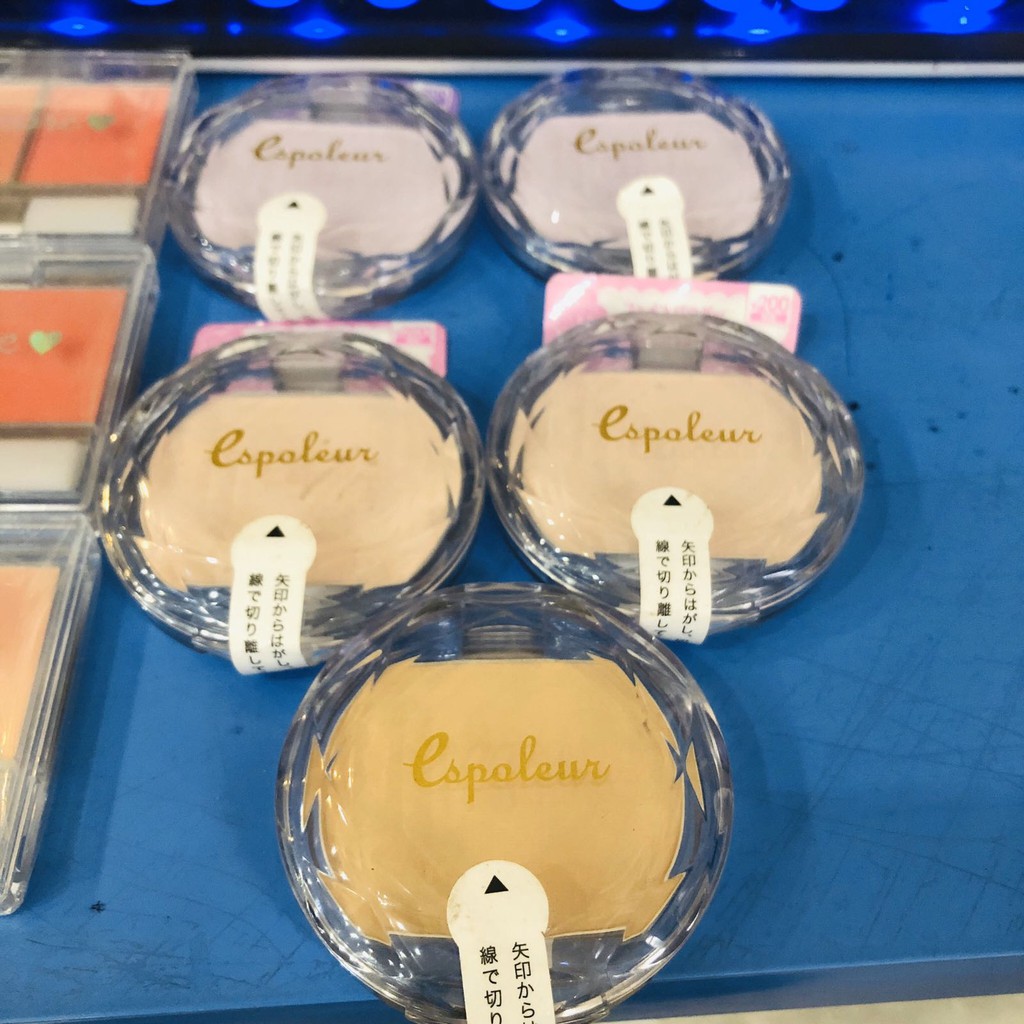 espoleur
espoleur
¥200
espoleur
espoleur
矢印からはがし、
線で切り離して
矢印からはがし、
線で切り離して
espoleur
矢印からは
線で切り